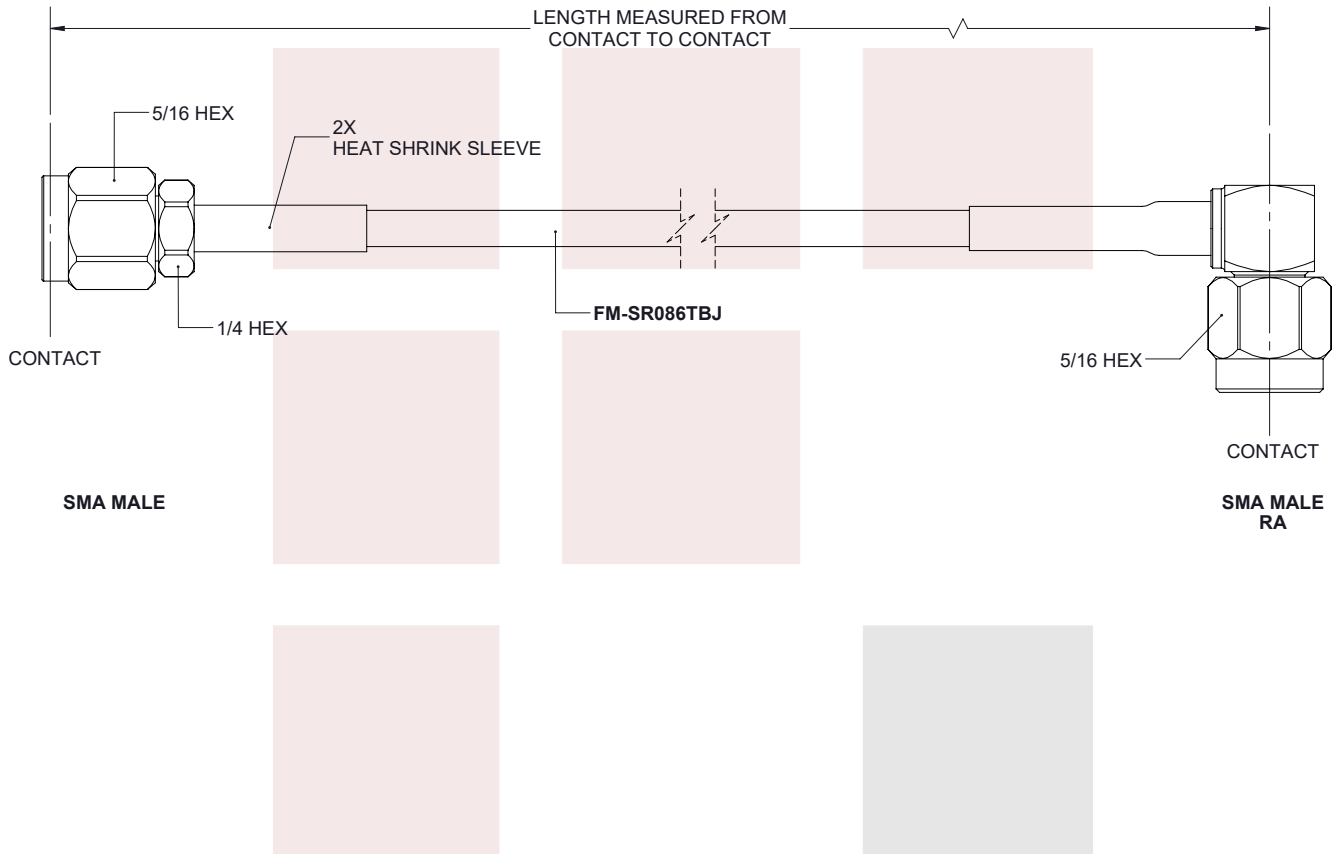 LENGTH MEASURED FROM
CONTACT TO CONTACT
5/16 HEX
2X
HEAT SHRINK SLEEVE
FM-SR086TBJ
1/4 HEX
CONTACT
5/16 HEX
CONTACT
SMA MALE
SMA MALE
RA